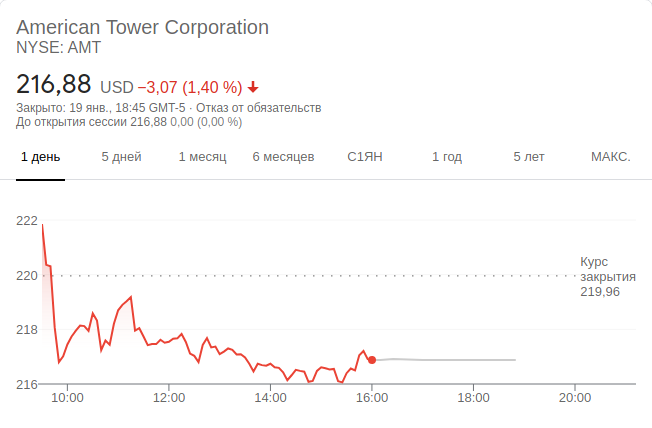 American Tower Corporation
NYSE: AMT
216,88 USD −3,07 (1,40 %)
Закрыто: 19 янв., 18:45 GMT-5 · Отказ от обязательств
До открытия сессии 216,88 0,00 (0,00 %)
1 день 5 дней 1 месяц 6 месяцев С1ЯН 1 год 5 лет МАКС.
222
220
218
216
Курс
закрытия
219,96
10:00 12:00 14:00 16:00 18:00 20:00